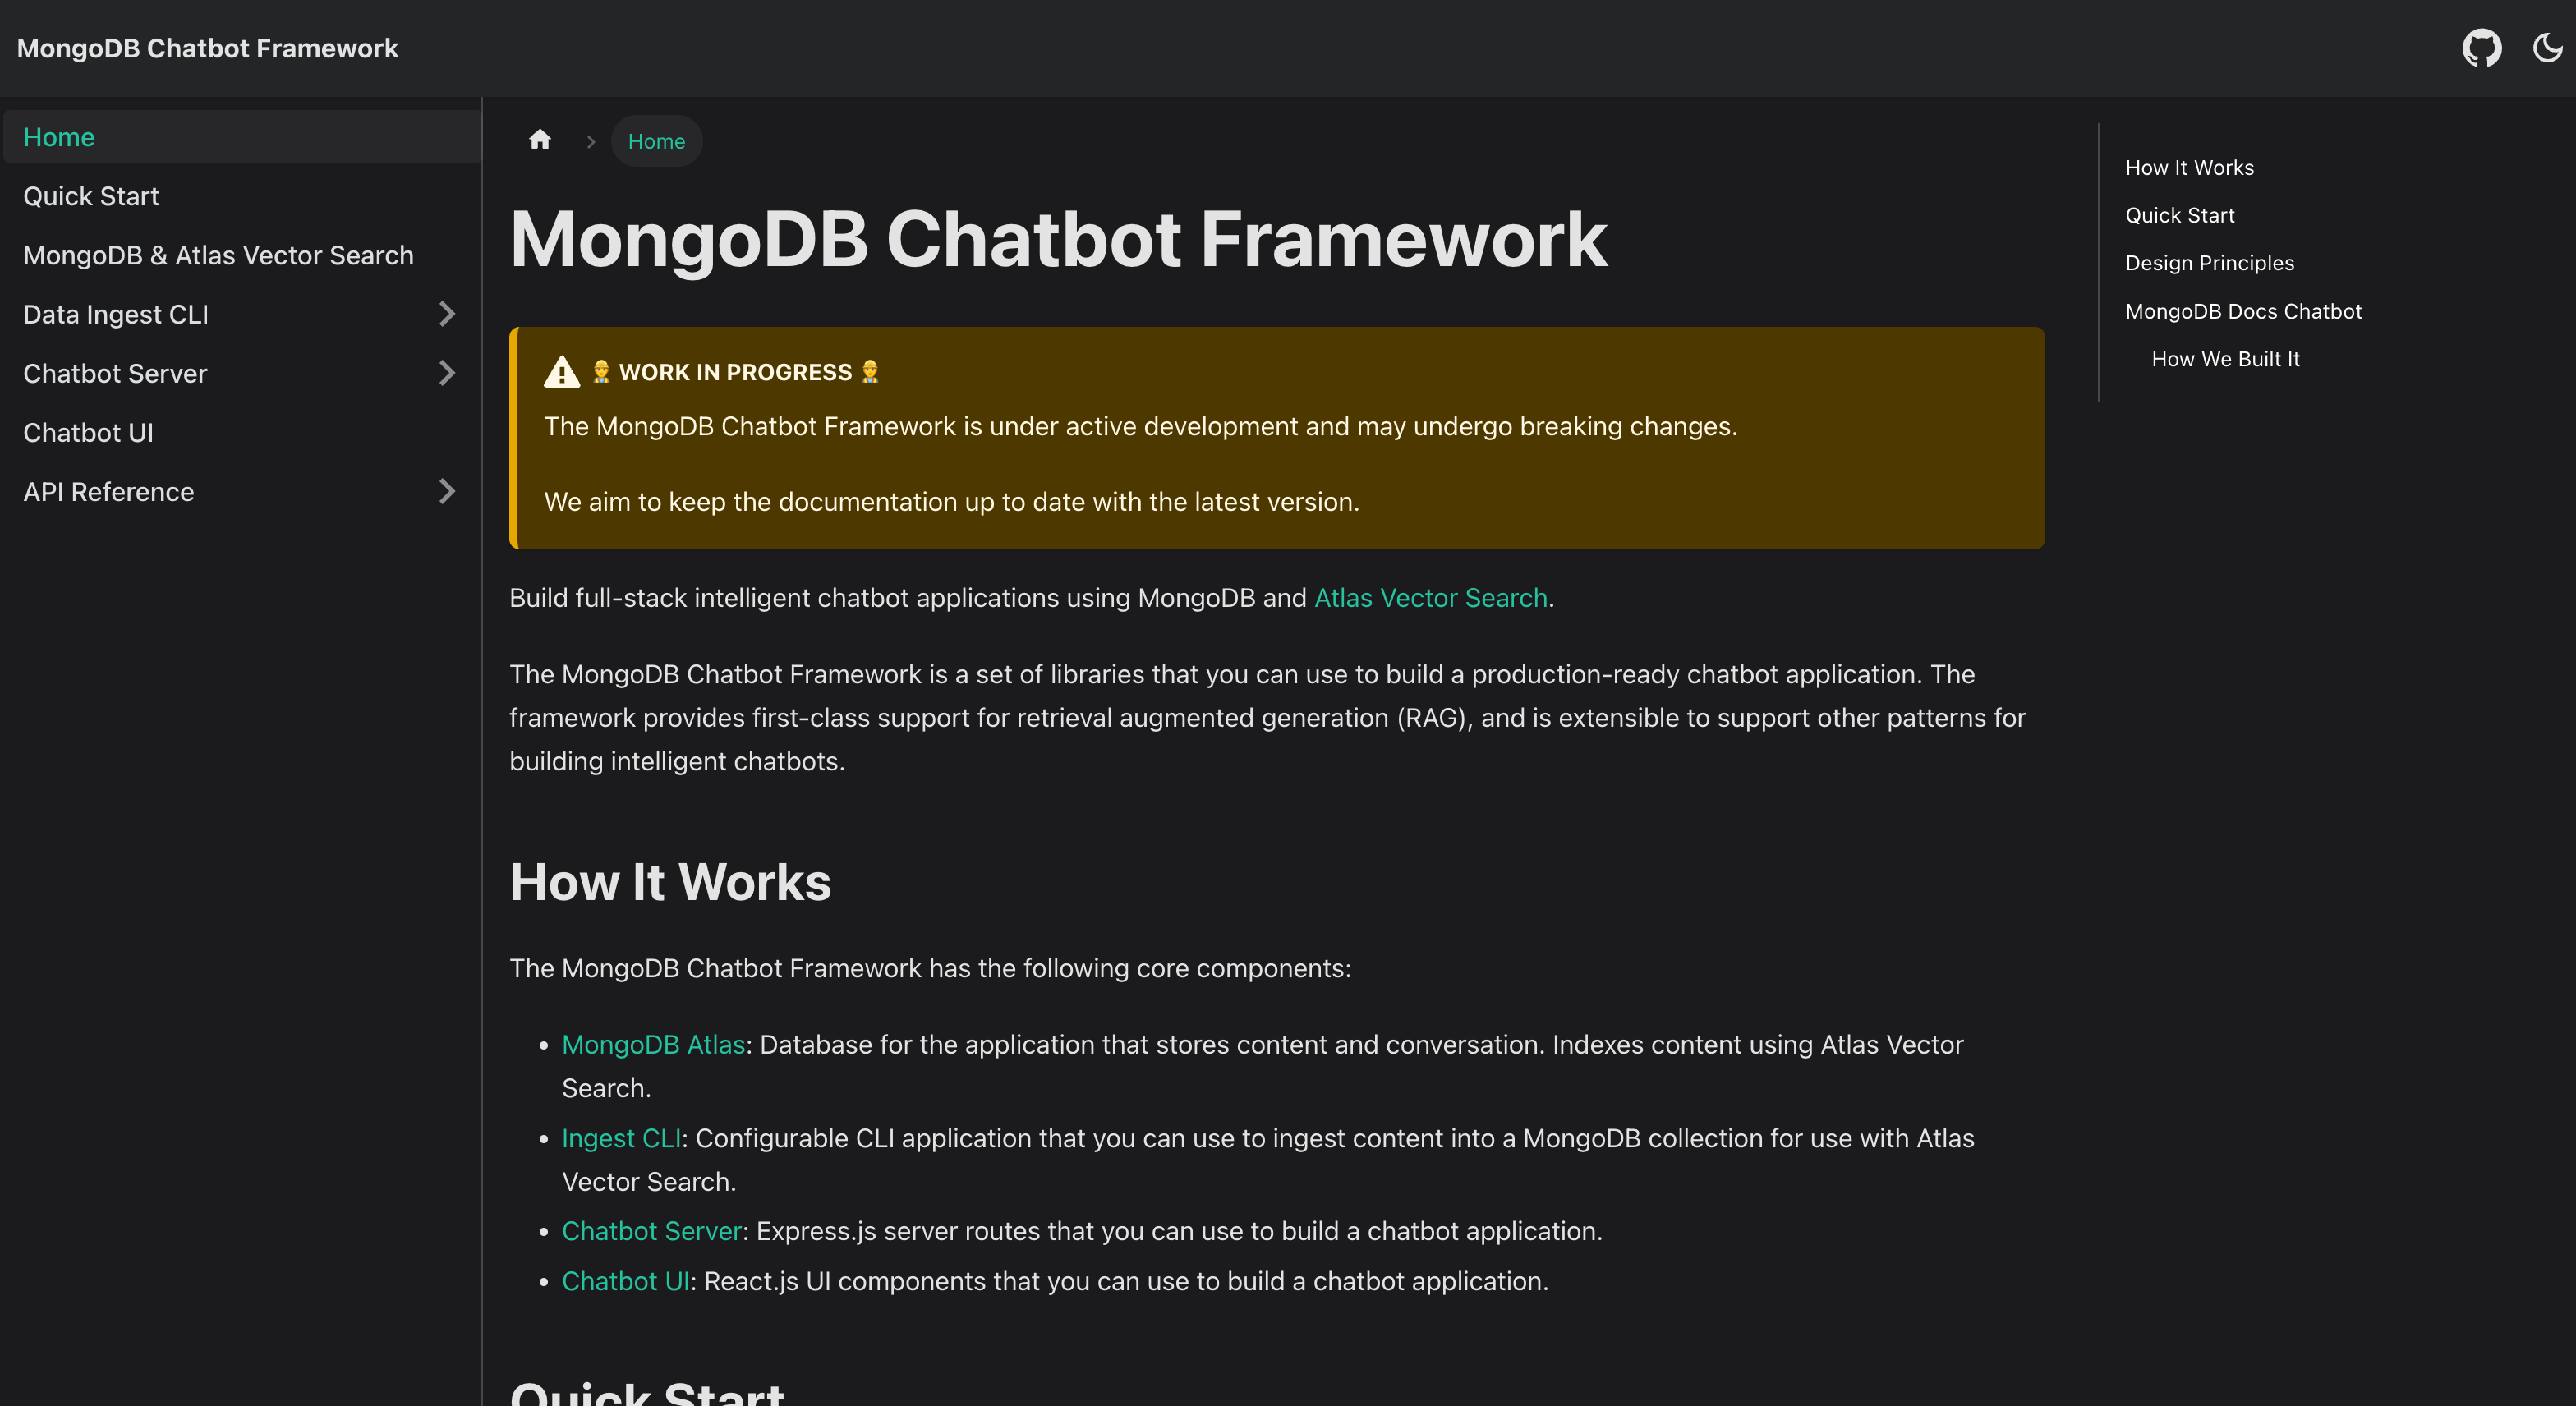 MongoDB Chatbot Framework
Home
Quick Start
MongoDB & Atlas Vector Search
Data Ingest CLI
Chatbot Server
Chatbot UI
API Reference
Home
MongoDB Chatbot Framework
👷 WORK IN PROGRESS 👷
The MongoDB Chatbot Framework is under active development and may undergo breaking changes.
We aim to keep the documentation up to date with the latest version.
Build full-stack intelligent chatbot applications using MongoDB and Atlas Vector Search.
The MongoDB Chatbot Framework is a set of libraries that you can use to build a production-ready chatbot application. The
framework provides first-class support for retrieval augmented generation (RAG), and is extensible to support other patterns for
building intelligent chatbots.
How It Works
The MongoDB Chatbot Framework has the following core components:
• MongoDB Atlas: Database for the application that stores content and conversation. Indexes content using Atlas Vector
Search.
• Ingest CLI: Configurable CLI application that you can use to ingest content into a MongoDB collection for use with Atlas
Vector Search.
• Chatbot Server: Express.js server routes that you can use to build a chatbot application.
• Chatbot UI: React.js UI components that you can use to build a chatbot application.
Quick Start
How It Works
Quick Start
Design Principles
MongoDB Docs Chatbot
How We Built It